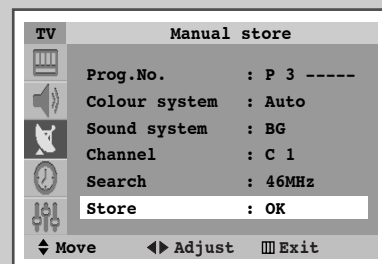 TV Manual store
Prog.No. : P 3 -----
Colour system : Auto
Sound system : BG
Channel : C 1
Search : 46MHz
Store : OK
Move Adjust Exit